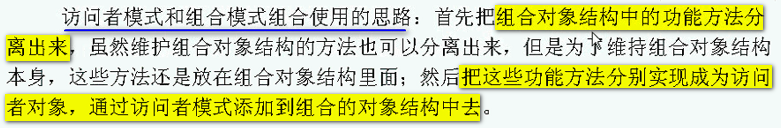 访问者模式和组合模式组合使用的思路：首先把组合对象结构中的功能方法分
离出来，虽然维护组合对象结构的方法也可以分离出来，但是为了维持组合对象结构
本身，这些方法还是放在组合对象结构里面；然后把这些功能方法分别实现成为访问
者对象，通过访问者模式添加到组合的对象结构中去。